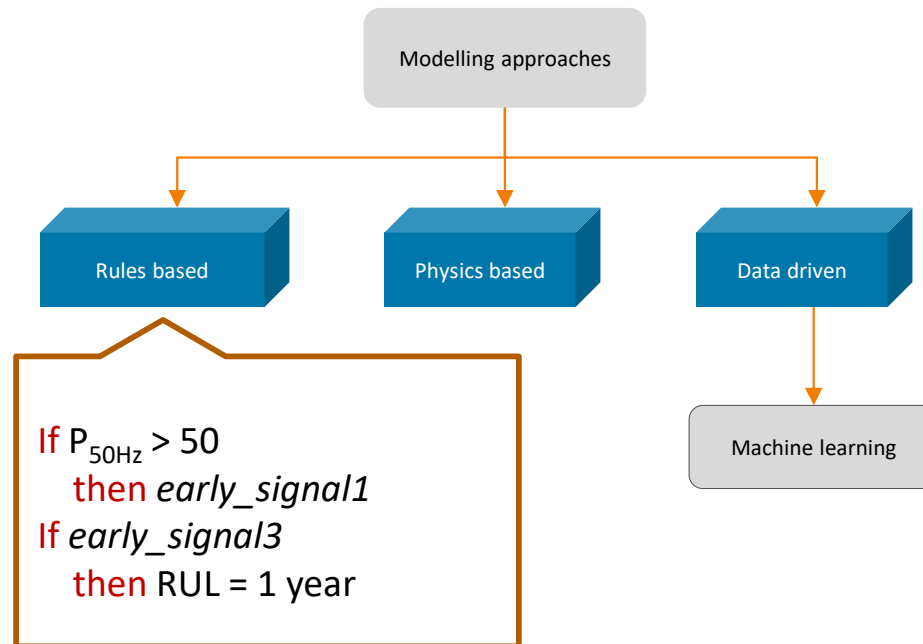 Modelling approaches
Rules based
Physics based
Data driven
If P50Hz > 50
then early_signal1
If early_signal3
then RUL = 1 year
Machine learning